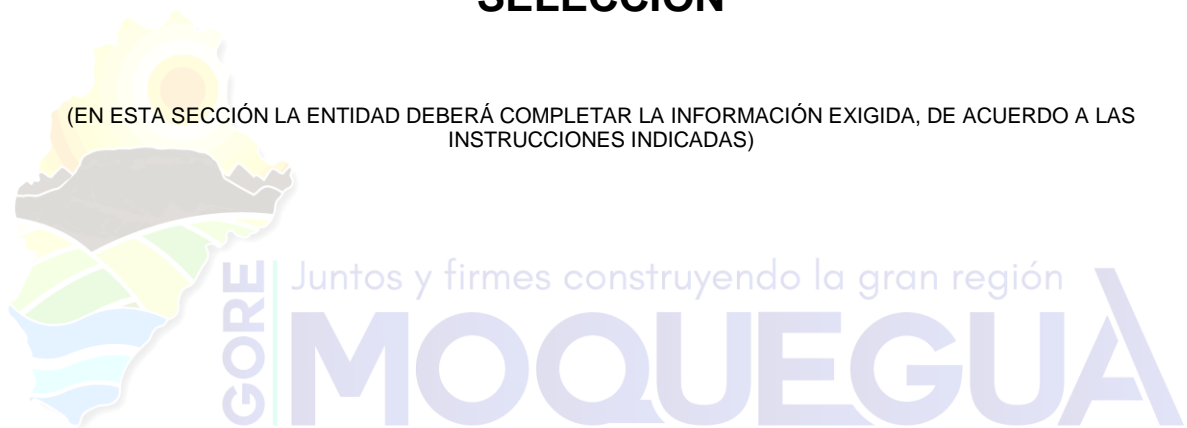 SELECCIÓN
(EN ESTA SECCIÓN LA ENTIDAD DEBERÁ COMPLETAR LA INFORMACIÓN EXIGIDA, DE ACUERDO A LAS
INSTRUCCIONES INDICADAS)
Juntos y firmes construyendo la gran región
GORE
MOQUEGUA